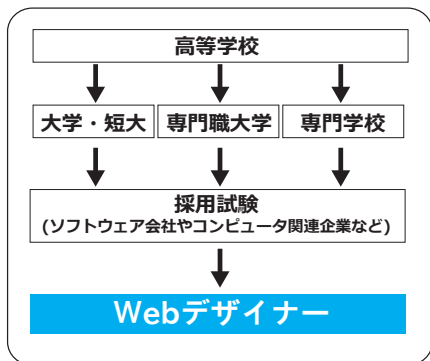 高等学校
大学・短大 専門職大学 専門学校
採用試験
(ソフトウェア会社やコンピュータ関連企業など)
Webデザイナー